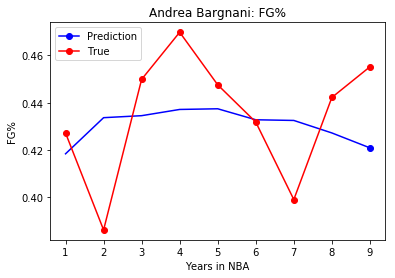 Andrea Bargnani: FG%
Prediction
True
FG%
0.46
0.44
0.42
0.40
1 2 3 4 5 6 7 8 9
Years in NBA